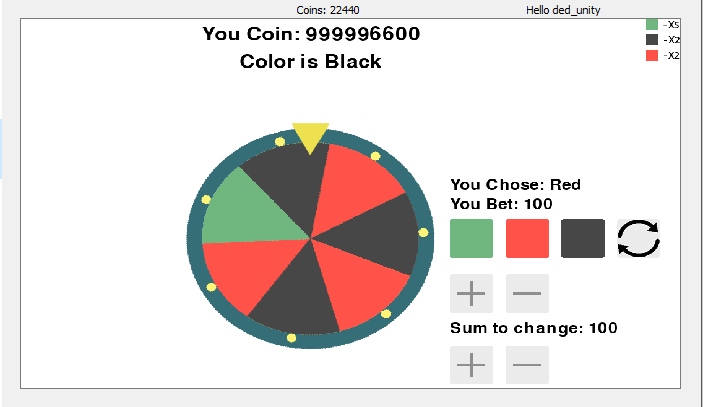 Coins: 22440
Hello ded_unity
You Coin: 999996600
Color is Black
-X5
-X2
-X2
You Chose: Red
You Bet: 100
Sum to change: 100